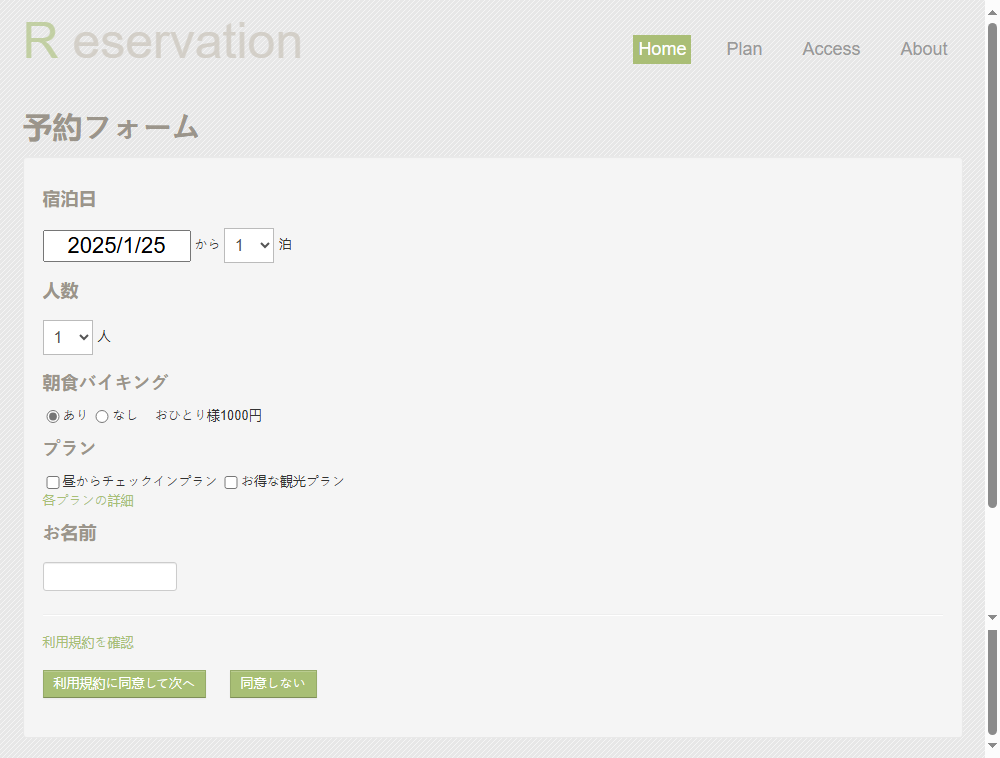 R eservation
Home Plan Access About
予約フォーム
宿泊日
2025/1/25 から 1 泊
人数
1 人
朝食バイキング
あり なし おひとり様1000円
プラン
昼からチェックインプラン お得な観光プラン
各プランの詳細
お名前
利用規約を確認
利用規約に同意して次へ 同意しない